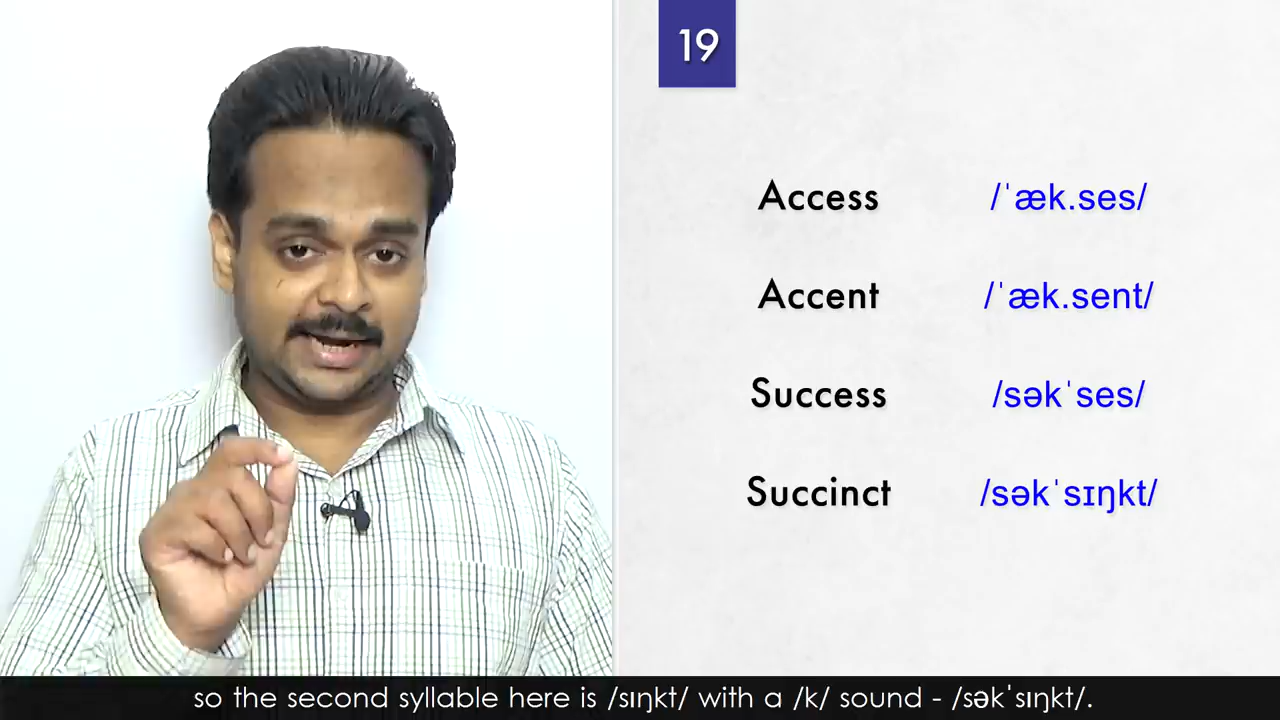 19
Access /ˈæk.ses/
Accent /ˈæk.sent/
Success /səkˈses/
Succinct /səkˈsɪŋkt/
so the second syllable here is /sɪŋkt/ with a /k/ sound - /səkˈsɪŋkt/.